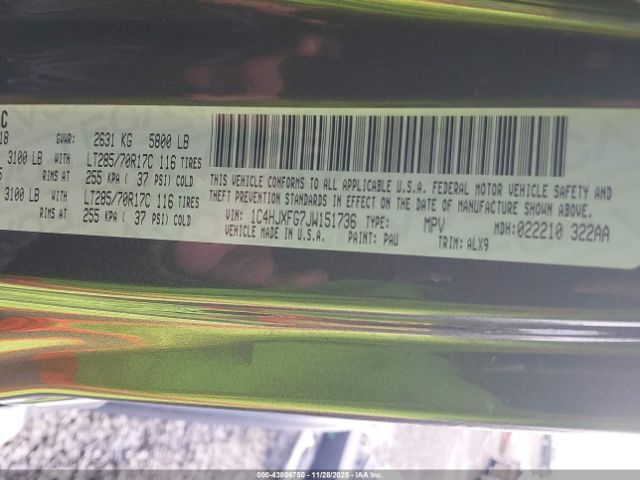 C
18 GVWR: 2631 KG 5800 LB
3100 LB WITH LT285/70R17C 116 TIRES
5 RIMS AT 255 KPA ( 37 PSI) COLD
3100 LB WITH LT285/70R17C 116 TIRES
RIMS AT 255 KPA ( 37 PSI) COLD
THIS VEHICLE CONFORMS TO ALL APPLICABLE U.S.A. FEDERAL MOTOR VEHICLE SAFETY AND
THEFT PREVENTION STANDARDS IN EFFECT ON THE DATE OF MANUFACTURE SHOWN ABOVE.
VIN: 1C4HJXFG7JW151736 TYPE: MPV MDH: 022210 322AA
VEHICLE MADE IN U.S.A. PAINT: PAU TRIM: ALX9
000-43806750 - 11/28/2025 - IAA Inc.